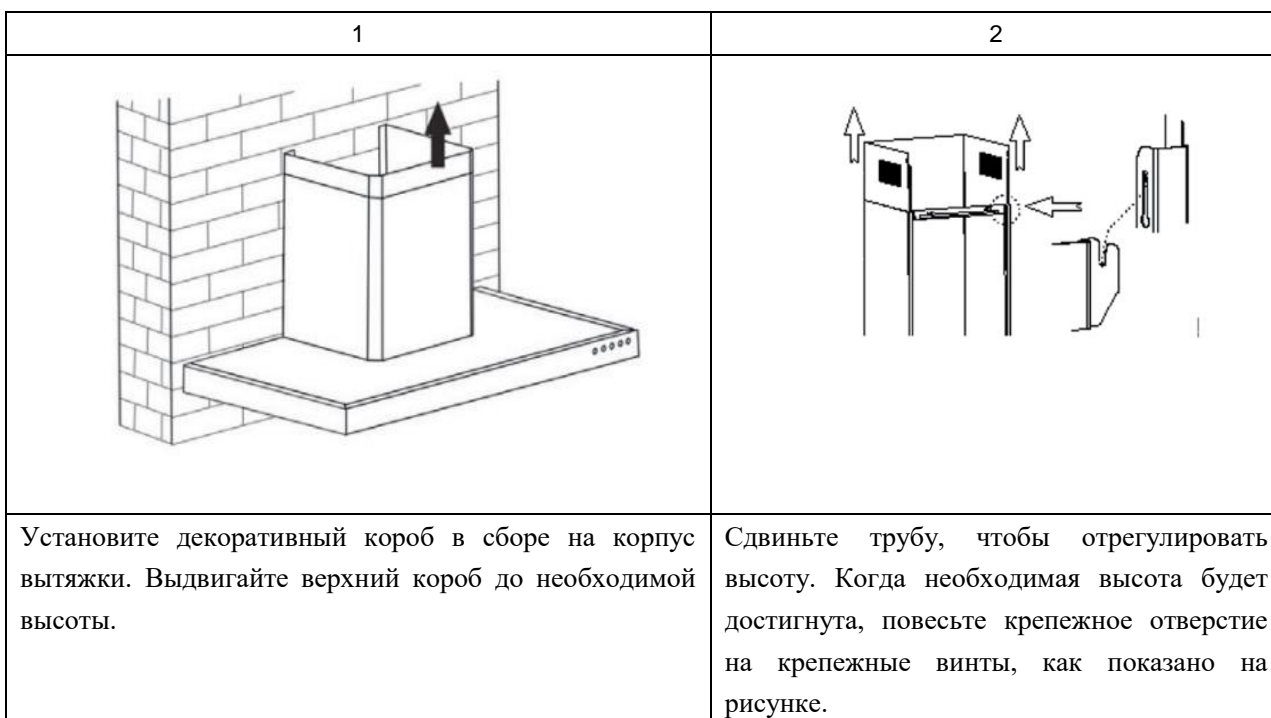 1
2
Установите декоративный короб в сборе на корпус
вытяжки. Выдвигайте верхний короб до необходимой
высоты.
Сдвиньте трубу, чтобы отрегулировать
высоту. Когда необходимая высота будет
достигнута, повесьте крепежное отверстие
на крепежные винты, как показано на
рисунке.